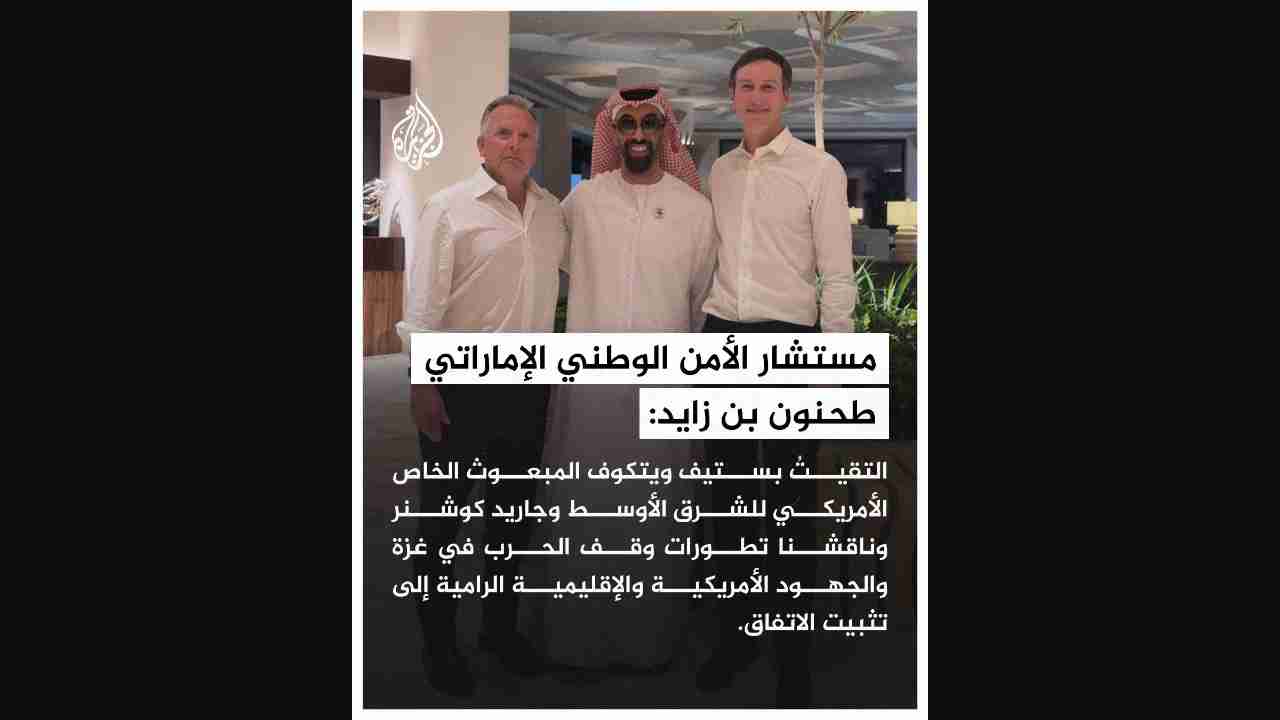 الجزيرة
مستشار الأمن الوطني الإماراتي
طحنون بن زايد:
التقيتُ بستيف ويتكوف المبعوث الخاص
الأمريكي للشرق الأوسط وجاريد كوشنر
وناقشنا تطورات وقف الحرب في غزة
والجهود الأمريكية والإقليمية الرامية إلى
تثبيت الاتفاق.